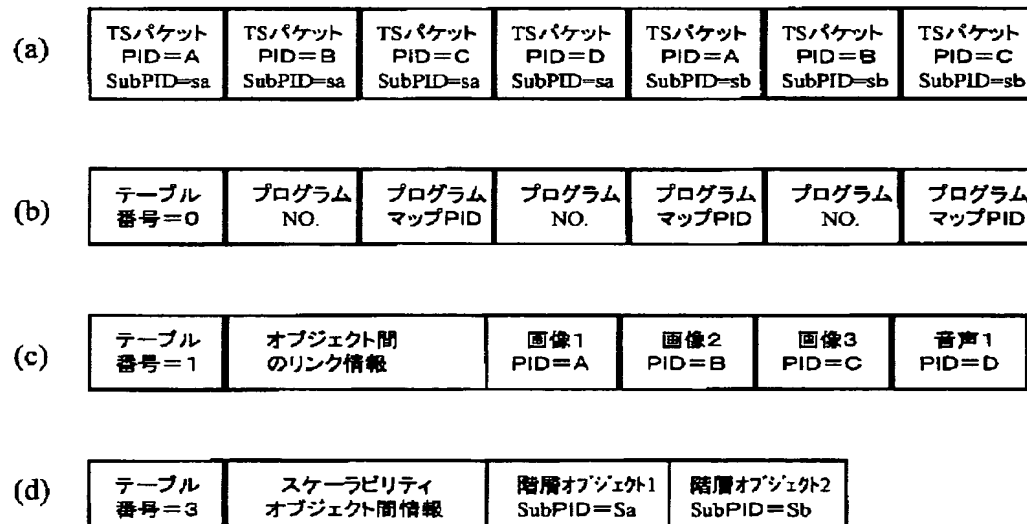 (a)
TSパケット TSパケット TSパケット TSパケット TSパケット TSパケット TSパケット
PID=A PID=B PID=C PID=D PID=A PID=B PID=C
SubPID=sa SubPID=sa SubPID=sa SubPID=sa SubPID=sb SubPID=sb SubPID=sb
(b)
テーブル プログラム プログラム プログラム プログラム プログラム プログラム
番号=0 NO. マップPID NO. マップPID NO. マップPID
(c)
テーブル オブジェクト間 画像1 画像2 画像3 音声1
番号=1 のリンク情報 PID=A PID=B PID=C PID=D
(d)
テーブル スケーラビリティ 階層オブジェクト1 階層オブジェクト2
番号=3 オブジェクト間情報 SubPID=Sa SubPID=Sb